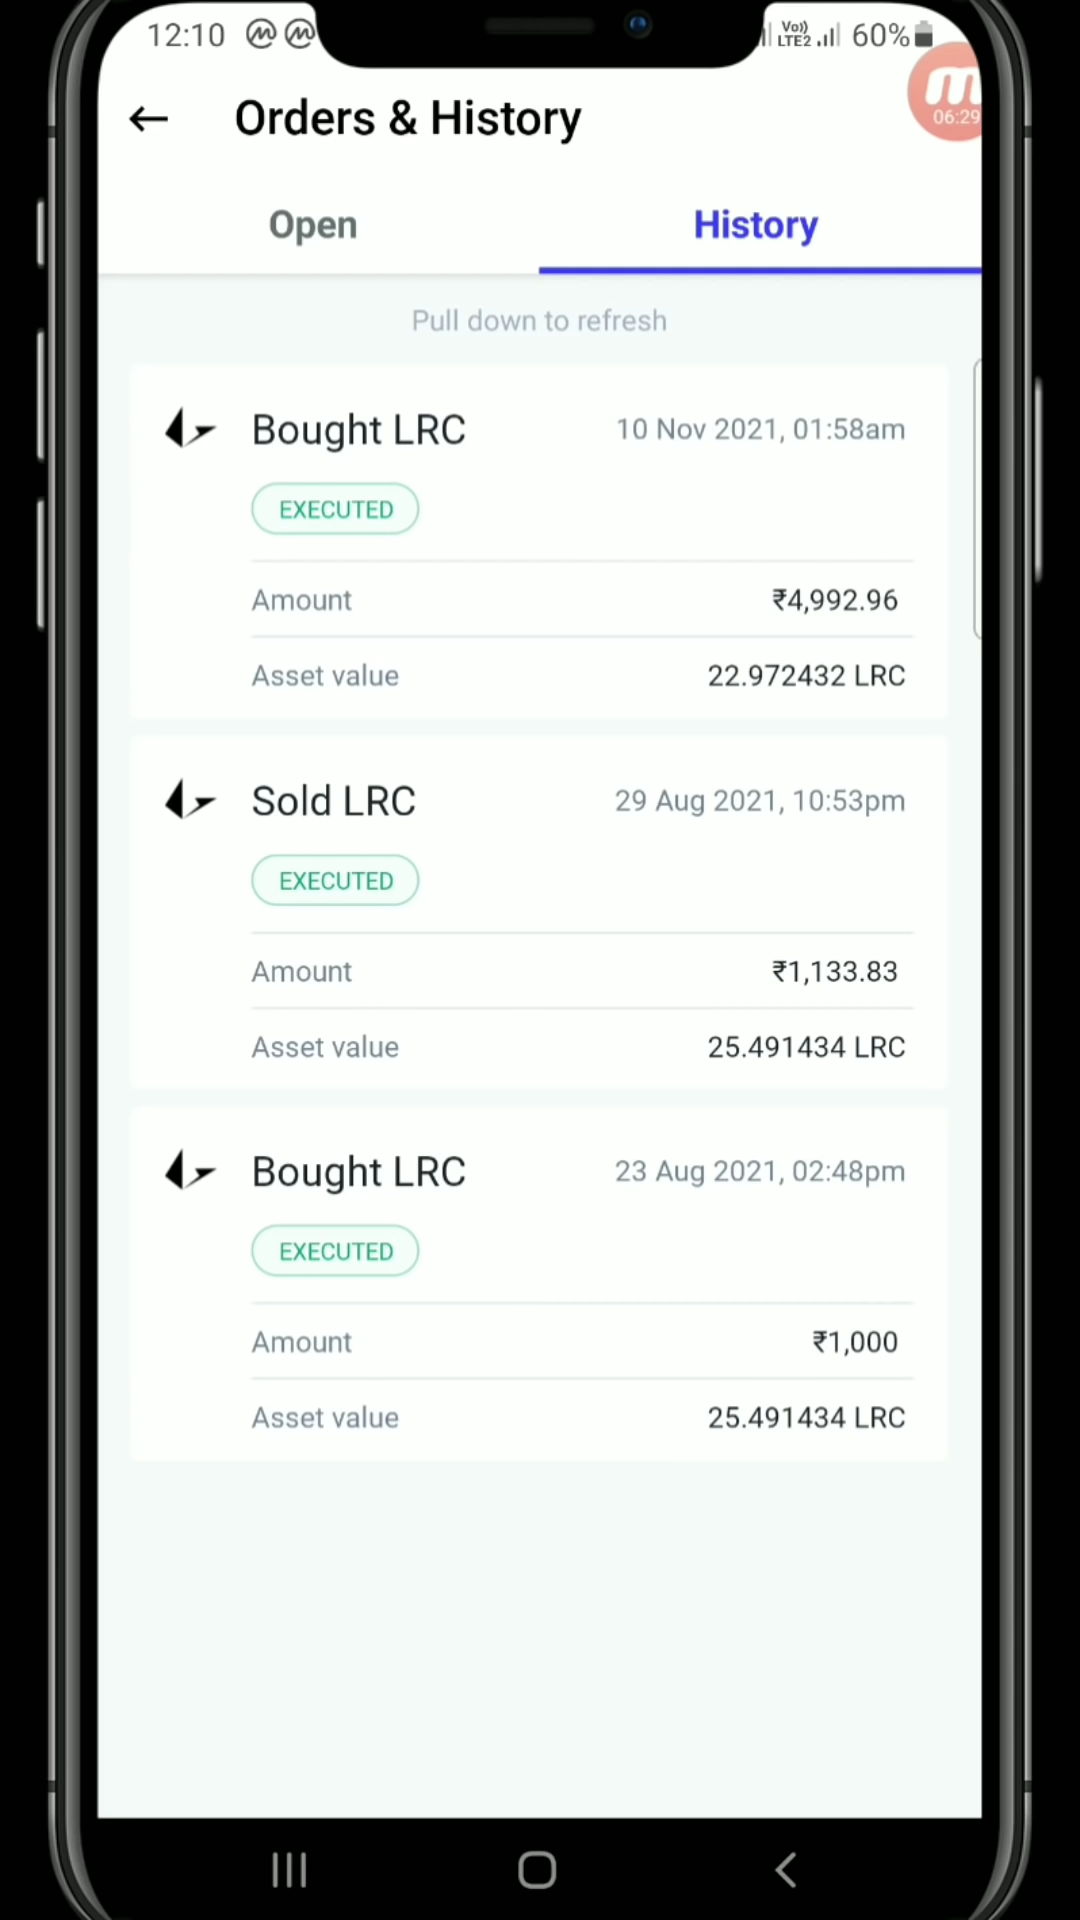 12:10 Vo)) LTE2 60%
Orders & History
06:29
Open History
Pull down to refresh
Bought LRC 10 Nov 2021, 01:58am
EXECUTED
Amount ₹4,992.96
Asset value 22.972432 LRC
Sold LRC 29 Aug 2021, 10:53pm
EXECUTED
Amount ₹1,133.83
Asset value 25.491434 LRC
Bought LRC 23 Aug 2021, 02:48pm
EXECUTED
Amount ₹1,000
Asset value 25.491434 LRC